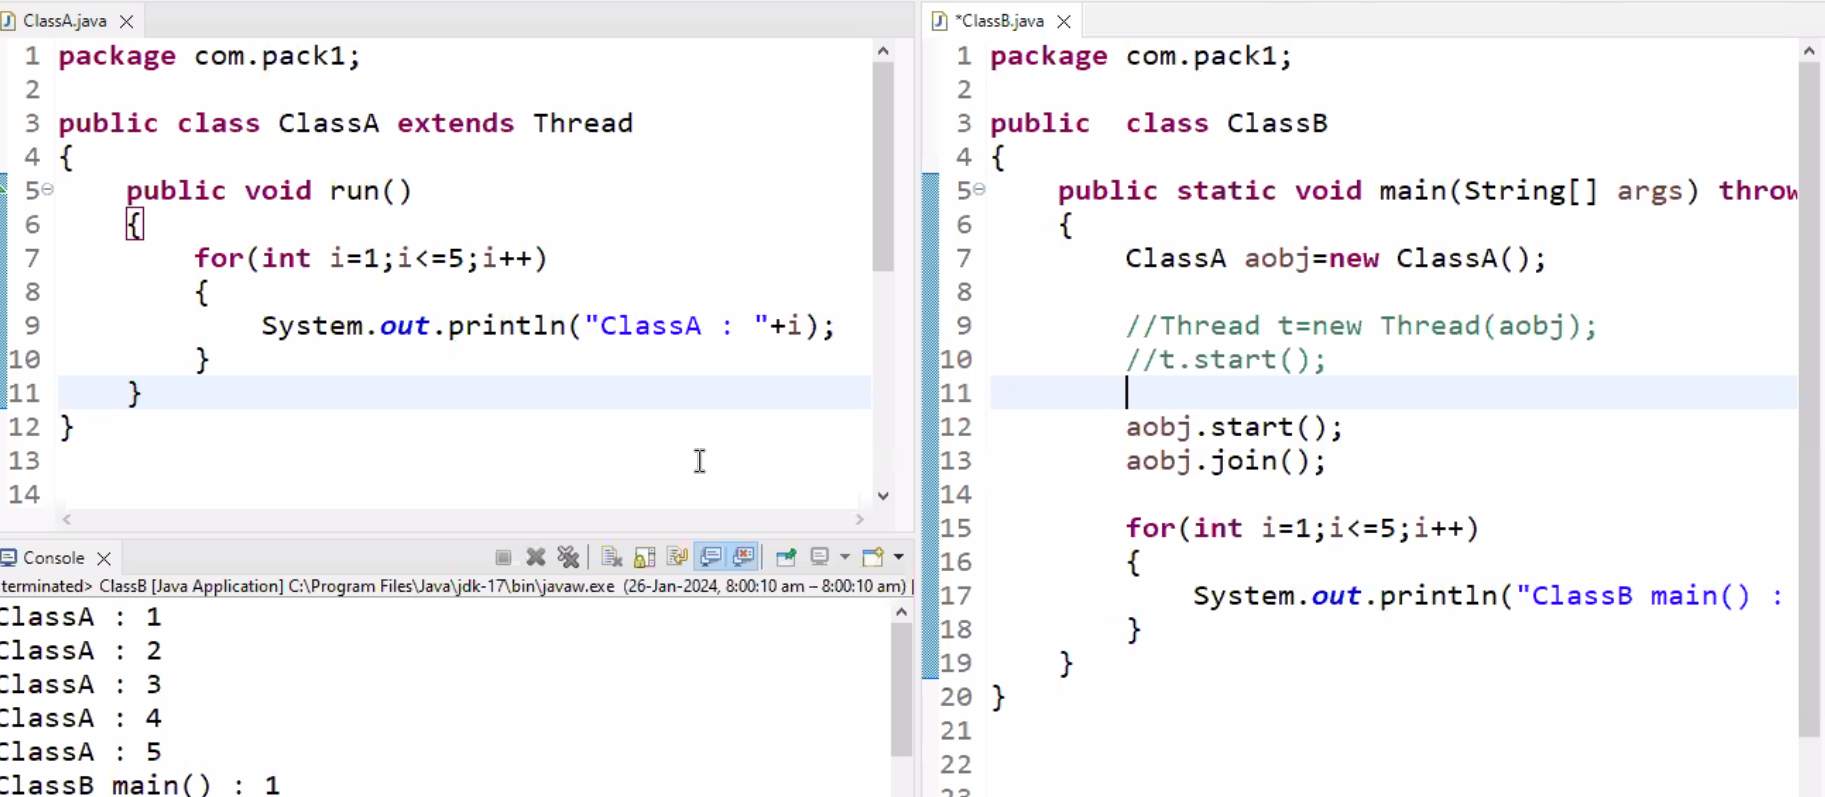 ClassA.java
1 package com.pack1;
2
3 public class ClassA extends Thread
4 {
5 public void run()
6 {
7 for(int i=1;i<=5;i++)
8 {
9 System.out.println("ClassA : "+i);
10 }
11 }
12 }
13
14
Console
terminated> ClassB [Java Application] C:\Program Files\Java\jdk-17\bin\javaw.exe (26-Jan-2024, 8:00:10 am – 8:00:10 am)
ClassA : 1
ClassA : 2
ClassA : 3
ClassA : 4
ClassA : 5
ClassB main() : 1
*ClassB.java
1 package com.pack1;
2
3 public class ClassB
4 {
5 public static void main(String[] args) throw
6 {
7 ClassA aobj=new ClassA();
8
9 //Thread t=new Thread(aobj);
10 //t.start();
11
12 aobj.start();
13 aobj.join();
14
15 for(int i=1;i<=5;i++)
16 {
17 System.out.println("ClassB main() :
18 }
19 }
20 }
21
22
23